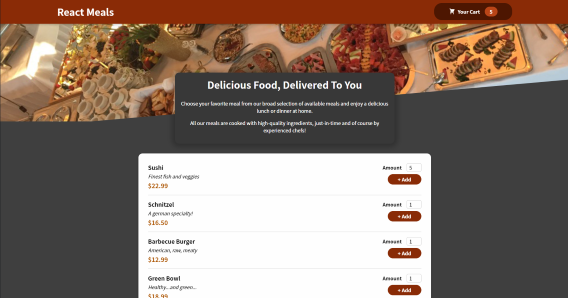 React Meals
Your Cart 5
Delicious Food, Delivered To You
Choose your favorite meal from our broad selection of available meals and enjoy a delicious
lunch or dinner at home.
All our meals are cooked with high-quality ingredients, just-in-time and of course by
experienced chefs!
Sushi
Amount 5
Finest fish and veggies
+ Add
$22.99
Schnitzel
Amount 1
A german specialty!
+ Add
$16.50
Barbecue Burger
Amount 1
American, raw, meaty
+ Add
$12.99
Green Bowl
Amount 1
Healthy...and green...
+ Add
$18.99